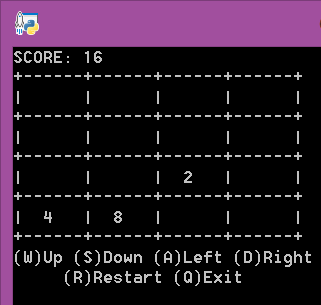 SCORE: 16
+------+------+------+------+
|      |      |      |      |
+------+------+------+------+
|      |      |      |      |
+------+------+------+------+
|      |      |  2   |      |
+------+------+------+------+
|  4   |  8   |      |      |
+------+------+------+------+
(W)Up (S)Down (A)Left (D)Right
(R)Restart (Q)Exit